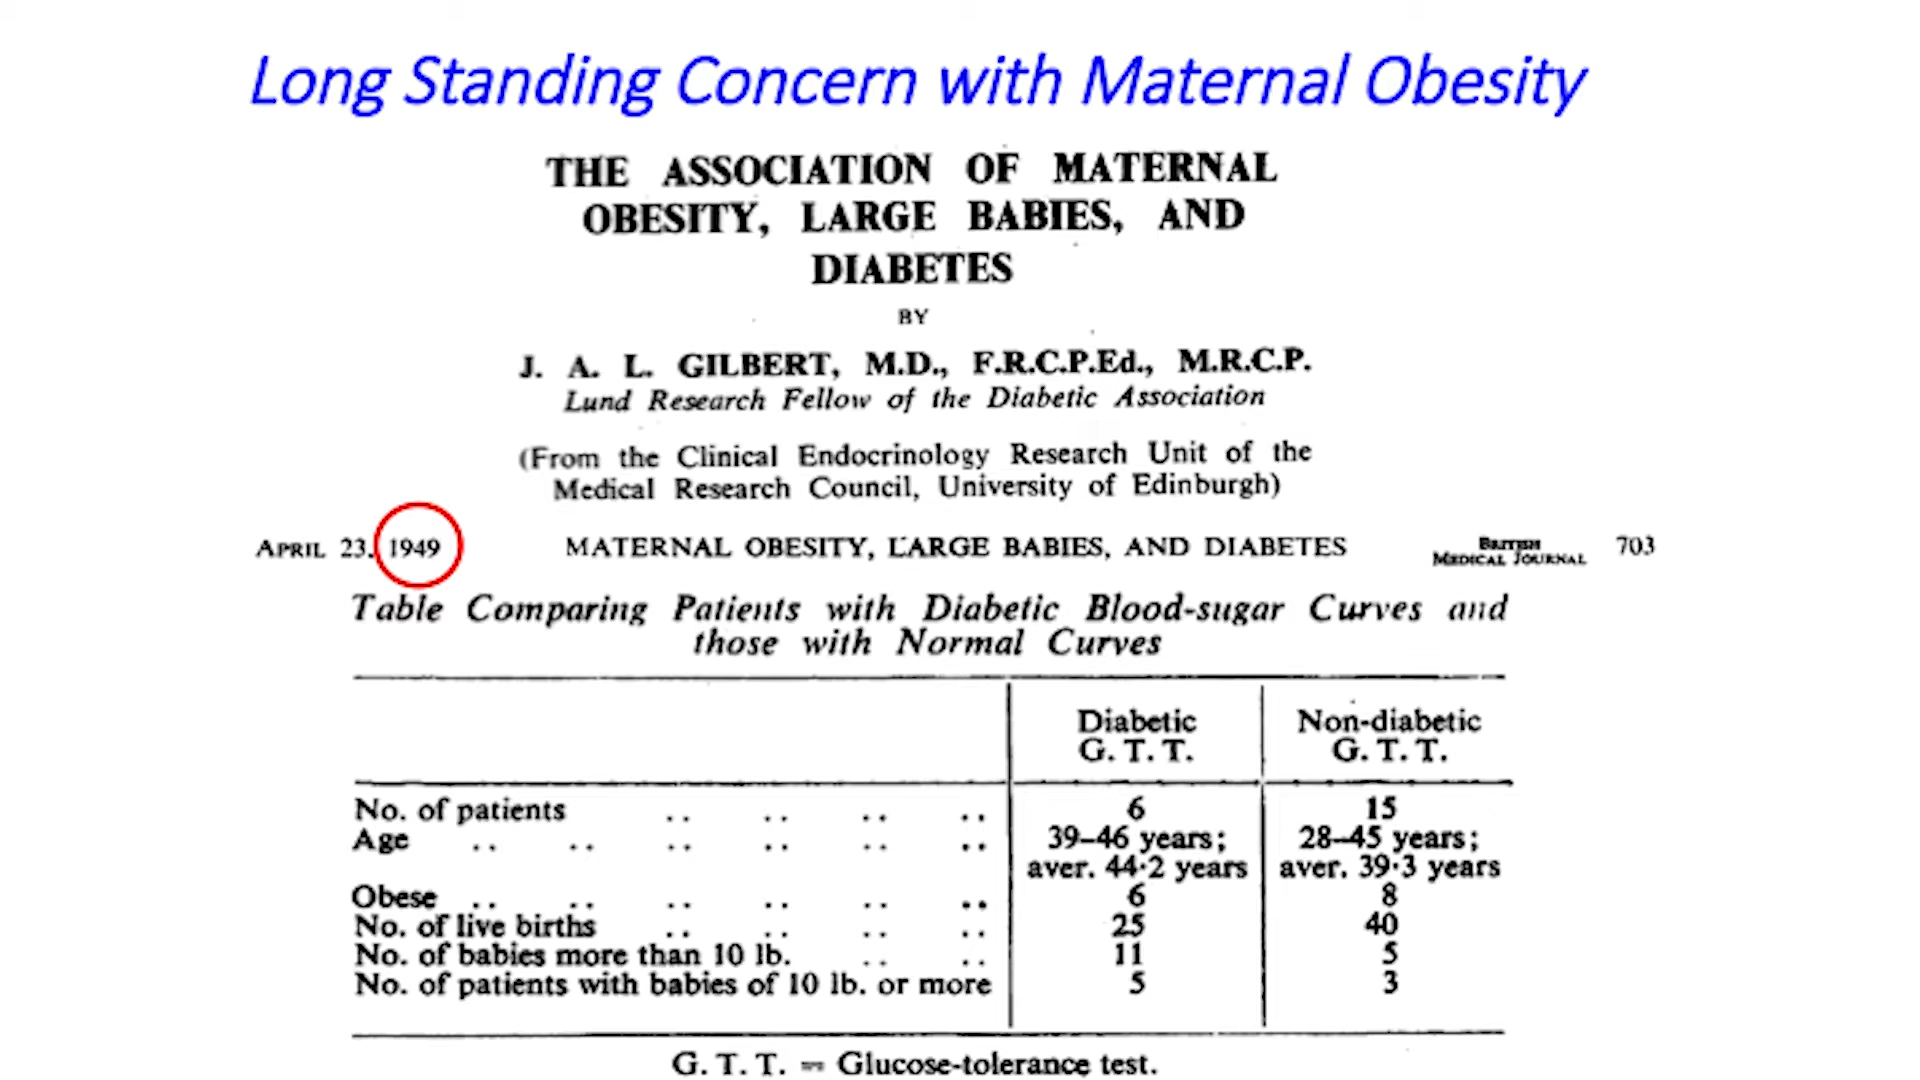 Long Standing Concern with Maternal Obesity
THE ASSOCIATION OF MATERNAL
OBESITY, LARGE BABIES, AND
DIABETES
BY
J. A. L. GILBERT, M.D., F.R.C.P.Ed., M.R.C.P.
Lund Research Fellow of the Diabetic Association
(From the Clinical Endocrinology Research Unit of the
Medical Research Council, University of Edinburgh)
APRIL 23, 1949 MATERNAL OBESITY, LARGE BABIES, AND DIABETES BRITISH MEDICAL JOURNAL 703
Table Comparing Patients with Diabetic Blood-sugar Curves and
those with Normal Curves
Diabetic Non-diabetic
G. T. T. G. T. T.
No. of patients .. .. .. .. 6 15
Age .. .. .. .. .. .. 39–46 years; 28–45 years;
aver. 44·2 years aver. 39·3 years
Obese .. .. .. .. .. .. 6 8
No. of live births .. .. .. .. 25 40
No. of babies more than 10 lb. .. .. 11 5
No. of patients with babies of 10 lb. or more 5 3
G. T. T. = Glucose-tolerance test.